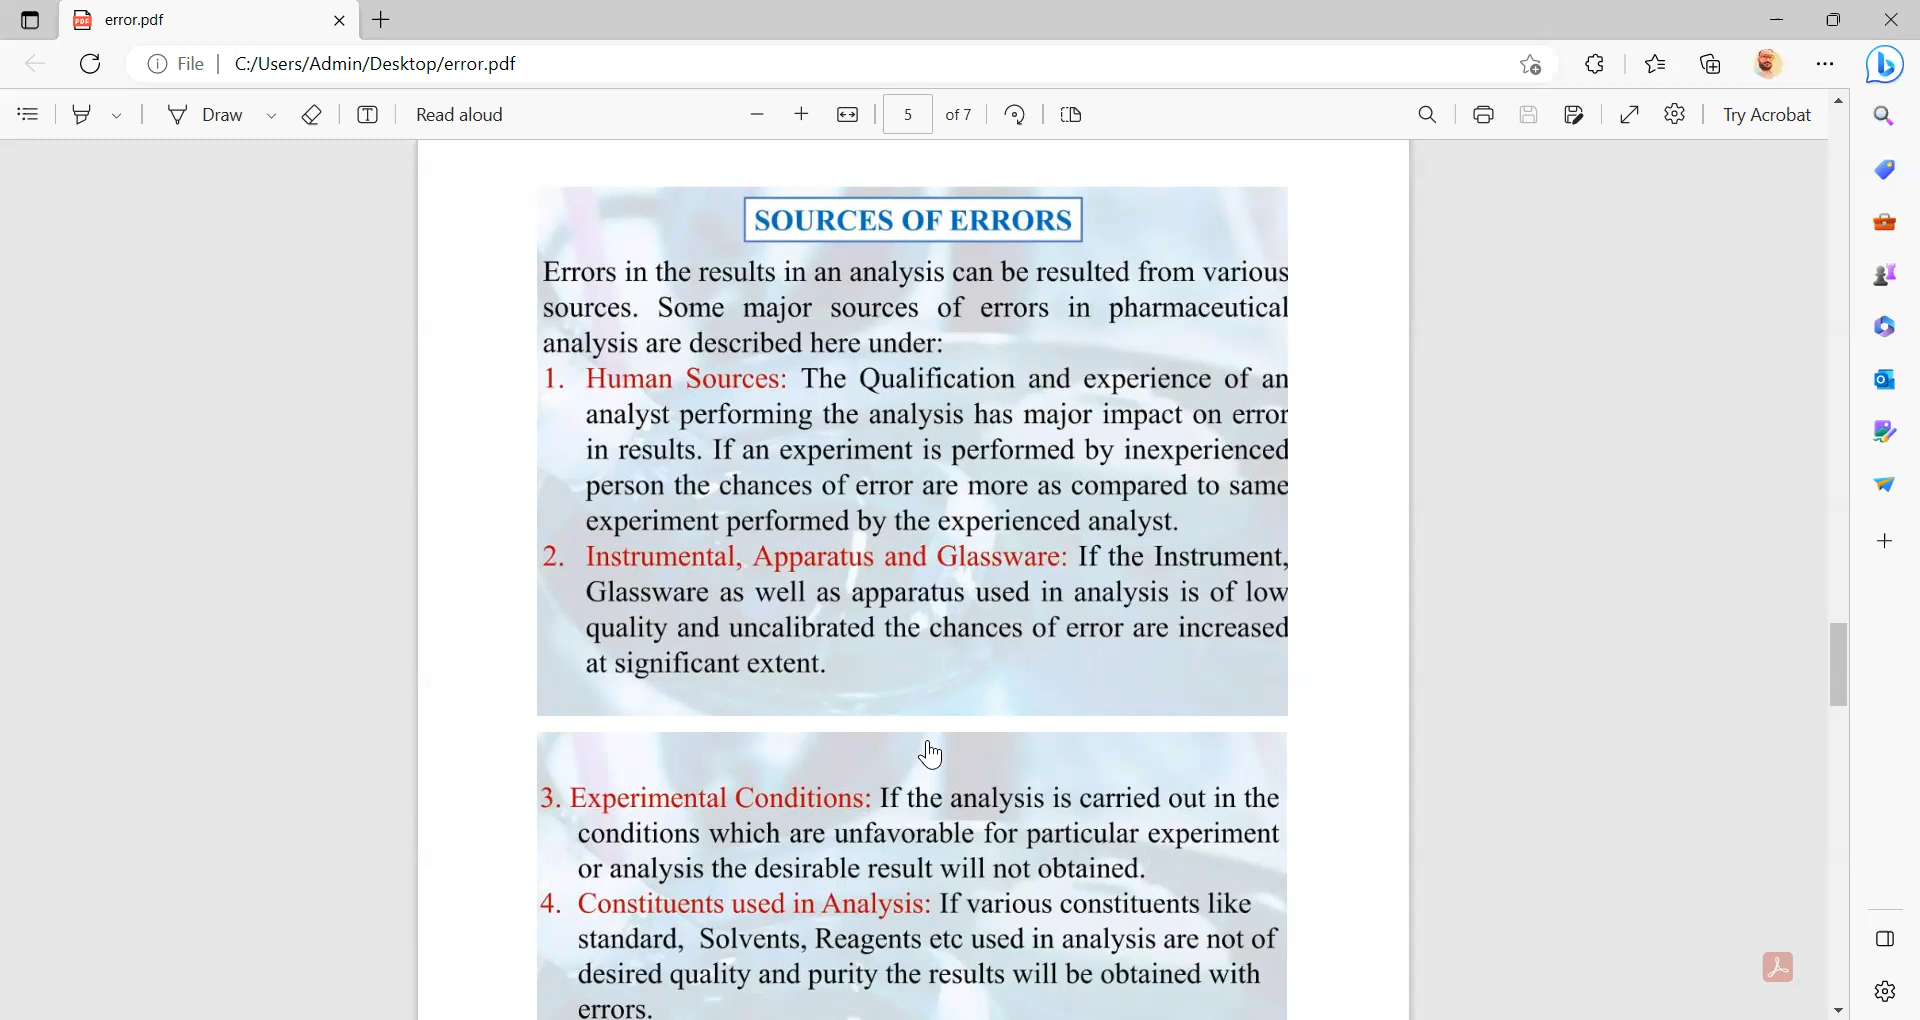 error.pdf
File
C:/Users/Admin/Desktop/error.pdf
Draw
Read aloud
5
of 7
Try Acrobat
SOURCES OF ERRORS
Errors in the results in an analysis can be resulted from various
sources. Some major sources of errors in pharmaceutical
analysis are described here under:
1. Human Sources: The Qualification and experience of an
analyst performing the analysis has major impact on error
in results. If an experiment is performed by inexperienced
person the chances of error are more as compared to same
experiment performed by the experienced analyst.
2. Instrumental, Apparatus and Glassware: If the Instrument,
Glassware as well as apparatus used in analysis is of low
quality and uncalibrated the chances of error are increased
at significant extent.
3. Experimental Conditions: If the analysis is carried out in the
conditions which are unfavorable for particular experiment
or analysis the desirable result will not obtained.
4. Constituents used in Analysis: If various constituents like
standard, Solvents, Reagents etc used in analysis are not of
desired quality and purity the results will be obtained with
errors.